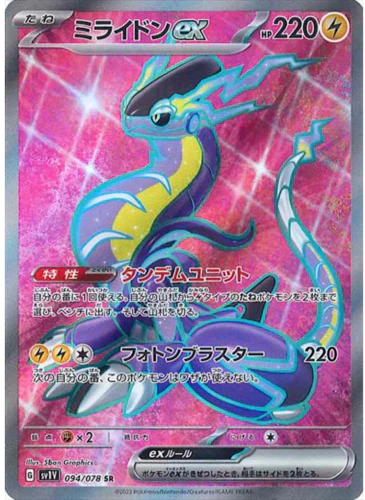 たね ミライドンex HP 220
特性 タンデムユニット
自分の番に1回使える。自分の山札から タイプのたねポケモンを2枚まで
選び、ベンチに出す。そして山札を切る。
フォトンブラスター 220
次の自分の番、このポケモンはワザが使えない。
弱点 ×2 抵抗力 にげる
exルール
ポケモンexがきぜつしたとき、相手はサイドを2枚とる。
Illus. 5ban Graphics
G sv1V 094/078 SR
©2023 Pokémon/Nintendo/Creatures/GAME FREAK.